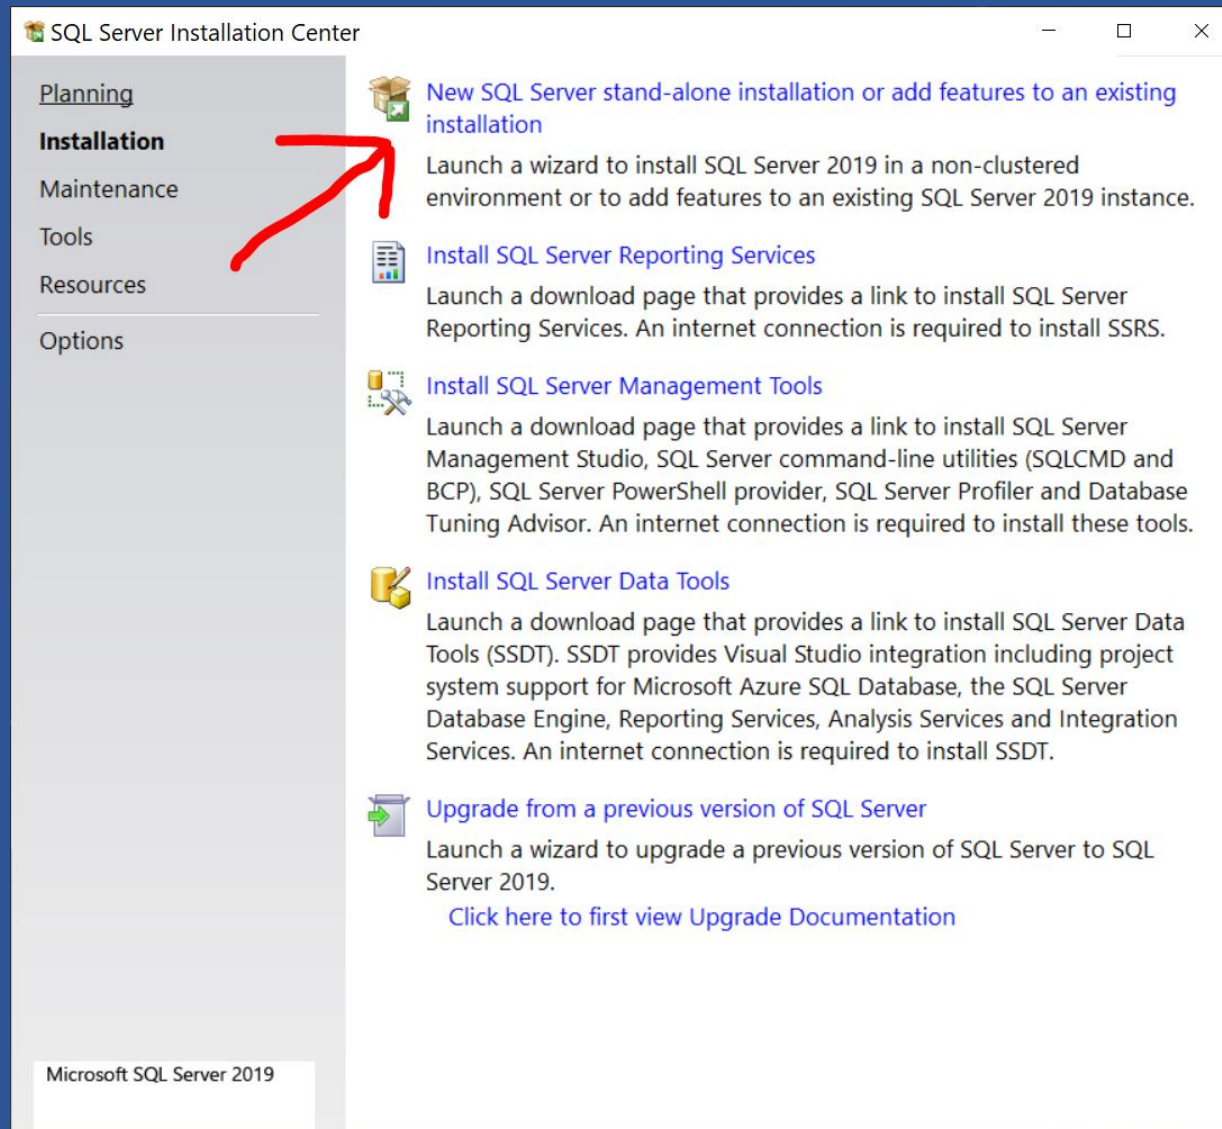 SQL Server Installation Center
Planning
Installation
Maintenance
Tools
Resources
Options
Microsoft SQL Server 2019
New SQL Server stand-alone installation or add features to an existing
installation
Launch a wizard to install SQL Server 2019 in a non-clustered
environment or to add features to an existing SQL Server 2019 instance.
Install SQL Server Reporting Services
Launch a download page that provides a link to install SQL Server
Reporting Services. An internet connection is required to install SSRS.
Install SQL Server Management Tools
Launch a download page that provides a link to install SQL Server
Management Studio, SQL Server command-line utilities (SQLCMD and
BCP), SQL Server PowerShell provider, SQL Server Profiler and Database
Tuning Advisor. An internet connection is required to install these tools.
Install SQL Server Data Tools
Launch a download page that provides a link to install SQL Server Data
Tools (SSDT). SSDT provides Visual Studio integration including project
system support for Microsoft Azure SQL Database, the SQL Server
Database Engine, Reporting Services, Analysis Services and Integration
Services. An internet connection is required to install SSDT.
Upgrade from a previous version of SQL Server
Launch a wizard to upgrade a previous version of SQL Server to SQL
Server 2019.
Click here to first view Upgrade Documentation